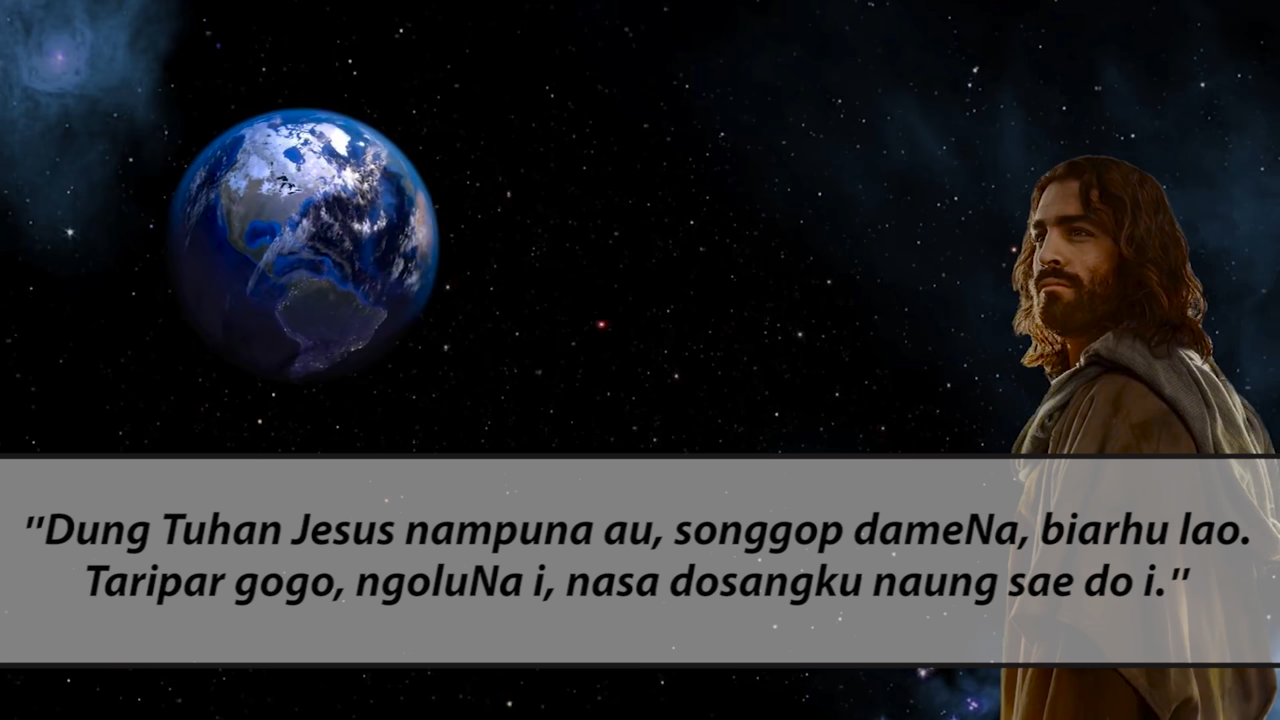 "Dung Tuhan Jesus nampuna au, songgop dameNa, biarhu lao.
Taripar gogo, ngoluNa i, nasa dosangku naung sae do i."